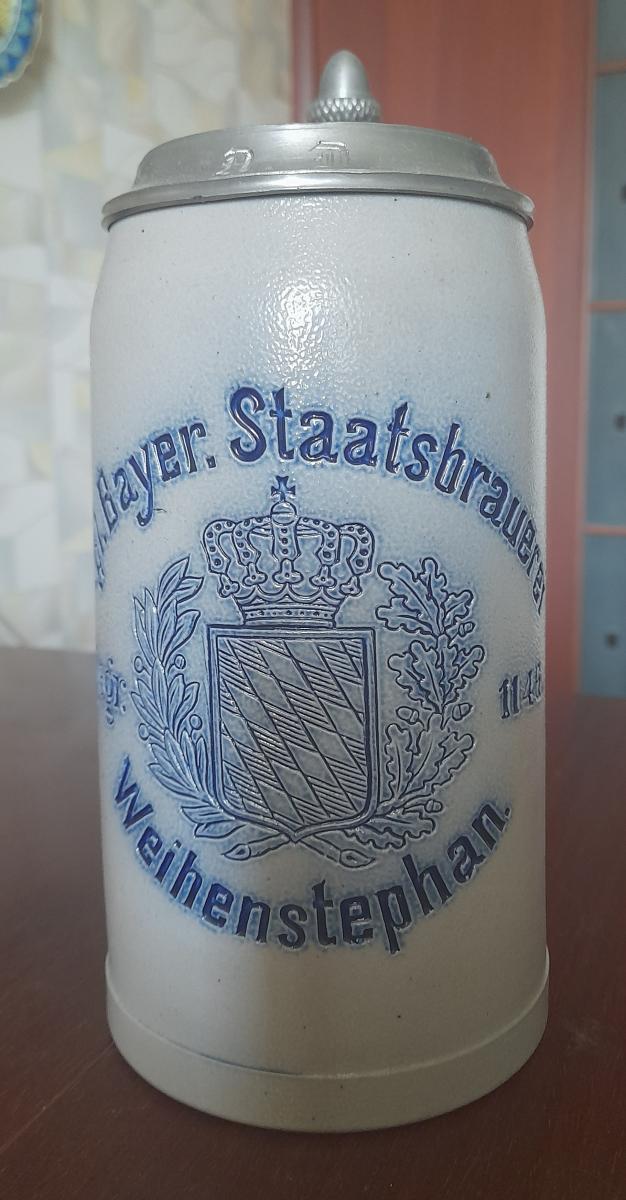 D D
Bayer. Staatsbrauerei
Weihenstephan.